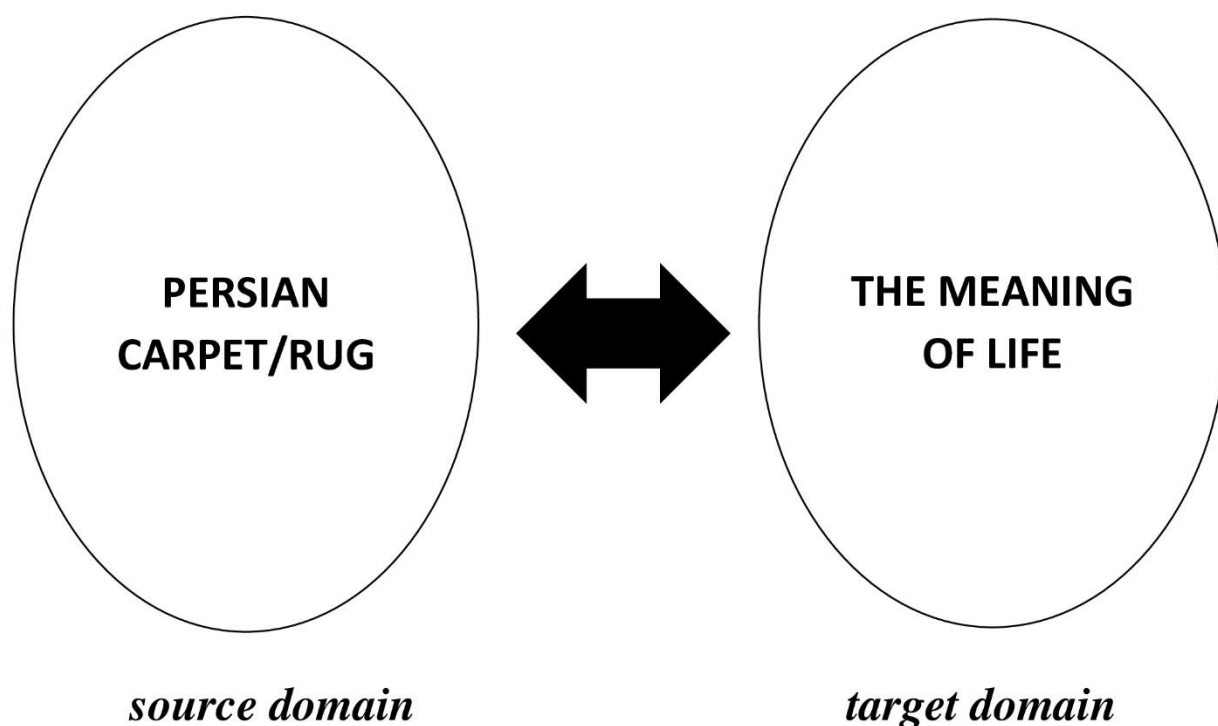 PERSIAN
CARPET/RUG
THE MEANING
OF LIFE
source domain
target domain